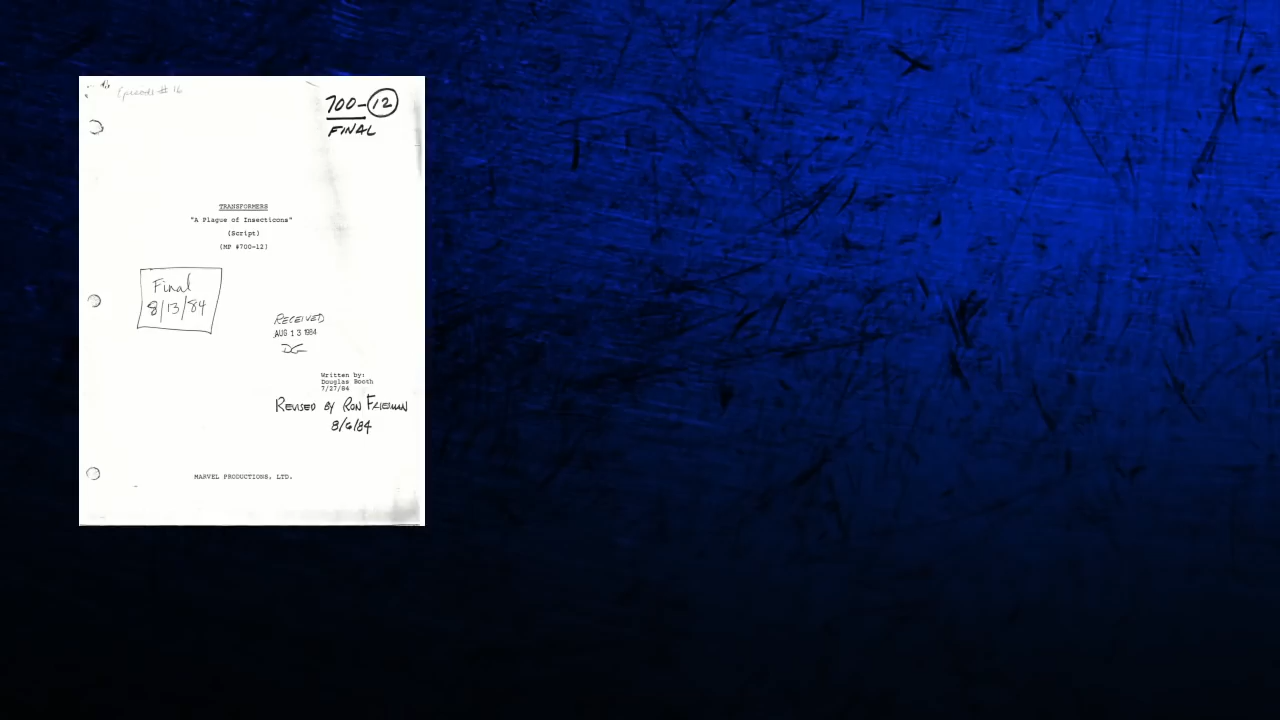 Episode # 16
700-12
FINAL
TRANSFORMERS
"A Plague of Insecticons"
(Script)
(MP #700-12)
Final
8/13/84
RECEIVED
AUG 13 1984
DG
Written by:
Douglas Booth
7/27/84
REVISED BY RON FRIEDMAN
8/6/84
MARVEL PRODUCTIONS, LTD.